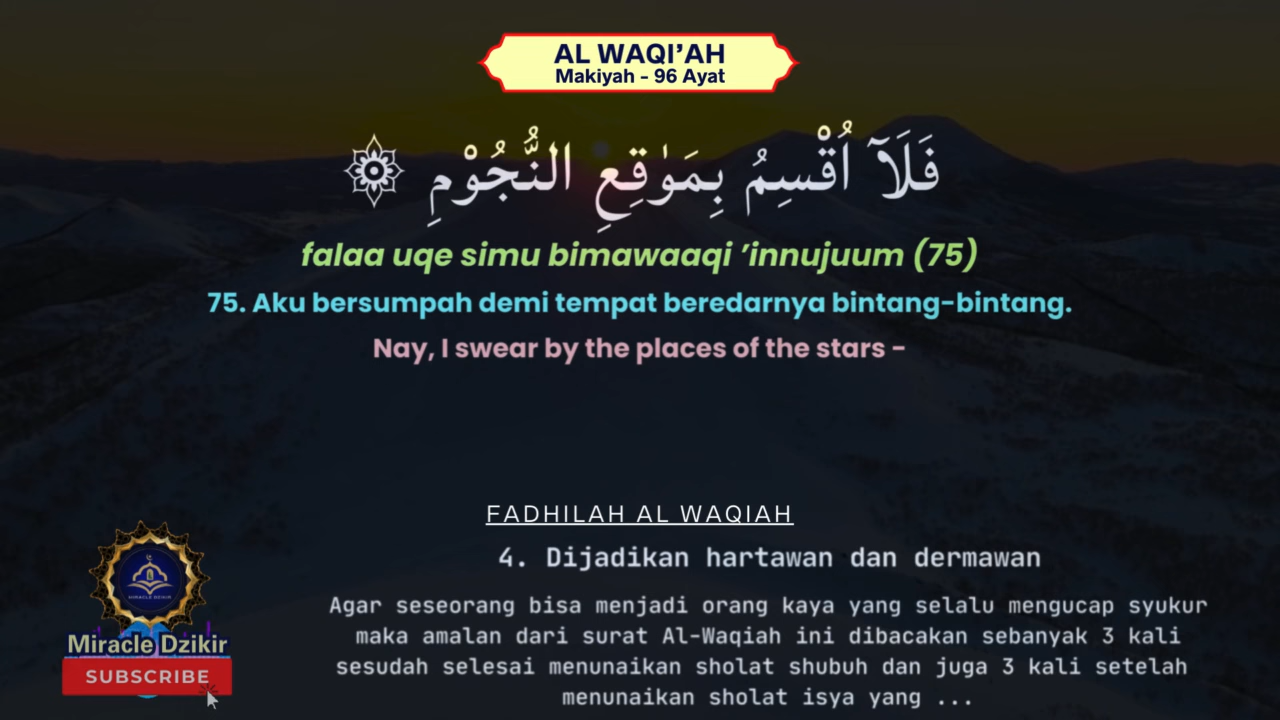 AL WAQI’AH
Makiyah - 96 Ayat
فَلَآ اُقْسِمُ بِمَوٰقِعِ النُّجُوْمِ ۞
falaa uqe simu bimawaaqi ’innujuum (75)
75. Aku bersumpah demi tempat beredarnya bintang-bintang.
Nay, I swear by the places of the stars -
FADHILAH AL WAQIAH
4. Dijadikan hartawan dan dermawan
Agar seseorang bisa menjadi orang kaya yang selalu mengucap syukur
maka amalan dari surat Al-Waqiah ini dibacakan sebanyak 3 kali
sesudah selesai menunaikan sholat shubuh dan juga 3 kali setelah
menunaikan sholat isya yang ...
MIRACLE DZIKIR
Miracle Dzikir
SUBSCRIBE